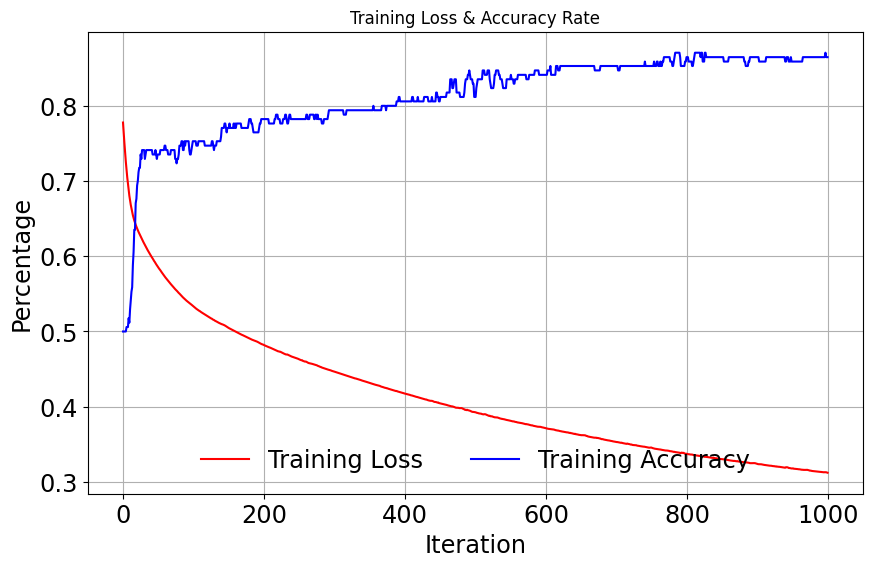 Training Loss & Accuracy Rate
Percentage
0.8
0.7
0.6
0.5
0.4
0.3
Training Loss Training Accuracy
0 200 400 600 800 1000
Iteration